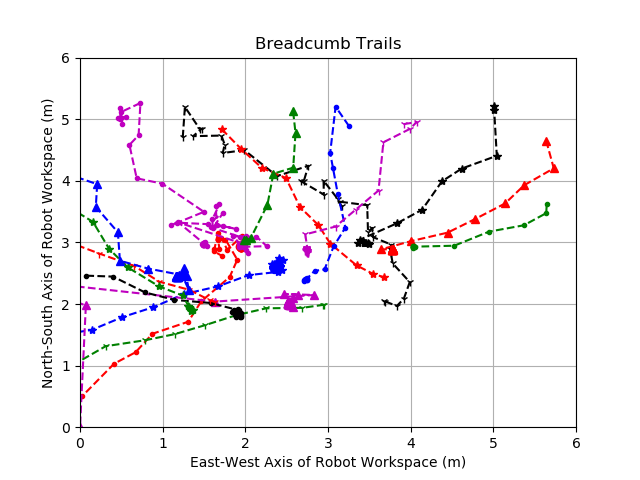 Breadcumb Trails
6
5
4
3
2
1
0
North-South Axis of Robot Workspace (m)
0 1 2 3 4 5 6
East-West Axis of Robot Workspace (m)